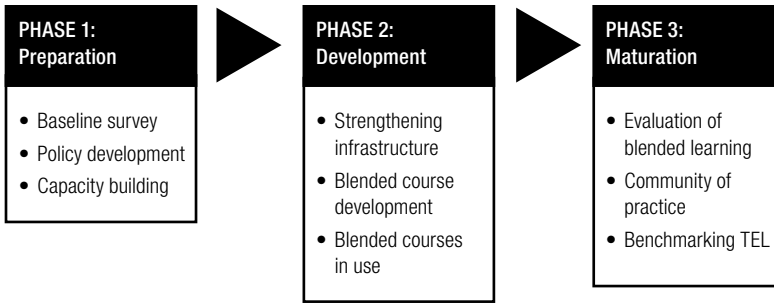 PHASE 1:
Preparation
• Baseline survey
• Policy development
• Capacity building
PHASE 2:
Development
• Strengthening
infrastructure
• Blended course
development
• Blended courses
in use
PHASE 3:
Maturation
• Evaluation of
blended learning
• Community of
practice
• Benchmarking TEL